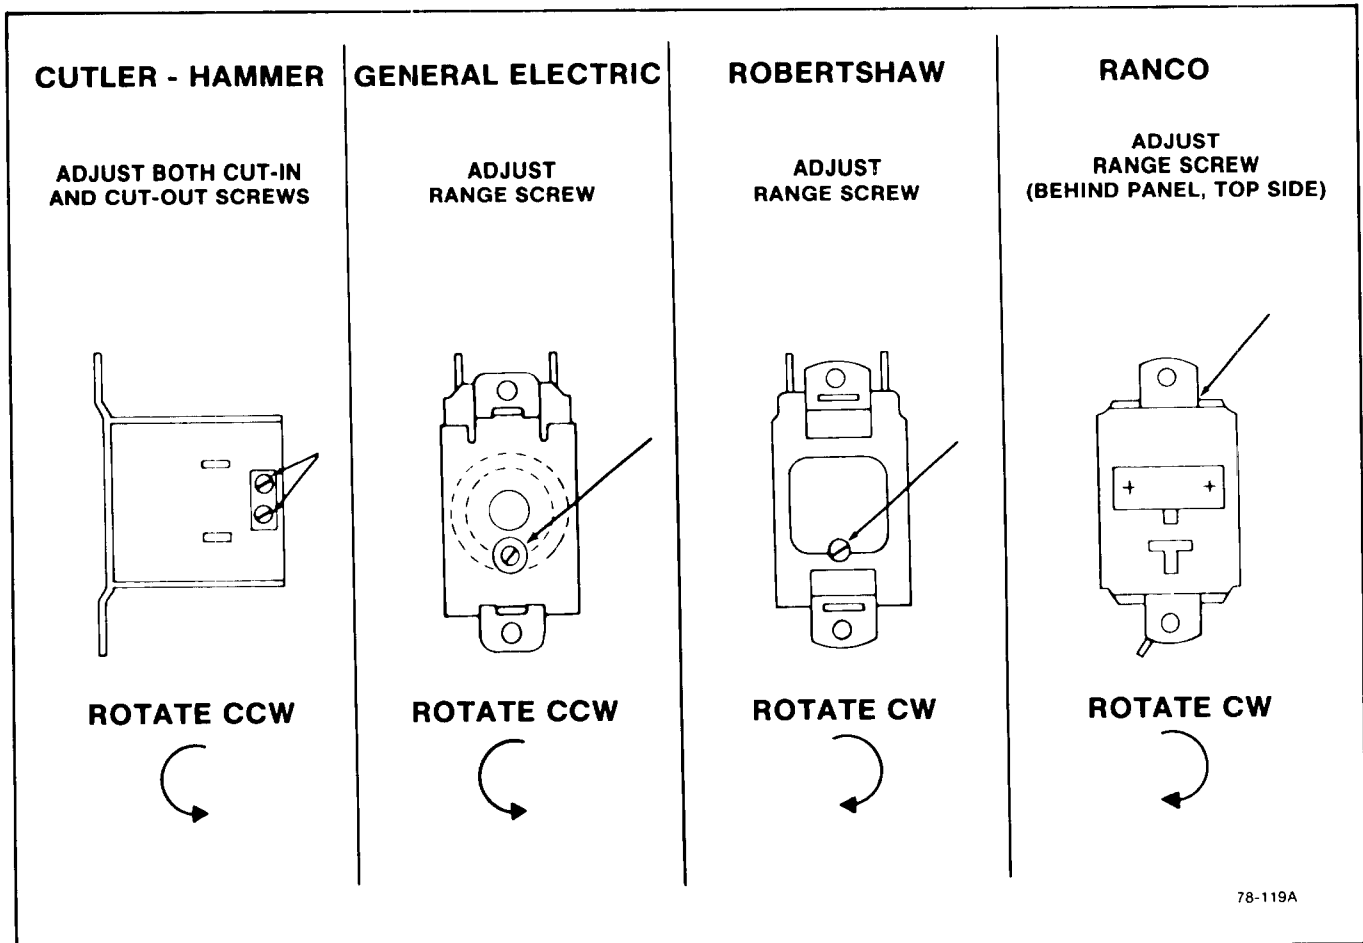 CUTLER - HAMMER
ADJUST BOTH CUT-IN
AND CUT-OUT SCREWS
ROTATE CCW
GENERAL ELECTRIC
ADJUST
RANGE SCREW
ROTATE CCW
ROBERTSHAW
ADJUST
RANGE SCREW
ROTATE CW
RANCO
ADJUST
RANGE SCREW
(BEHIND PANEL, TOP SIDE)
ROTATE CW
78-119A